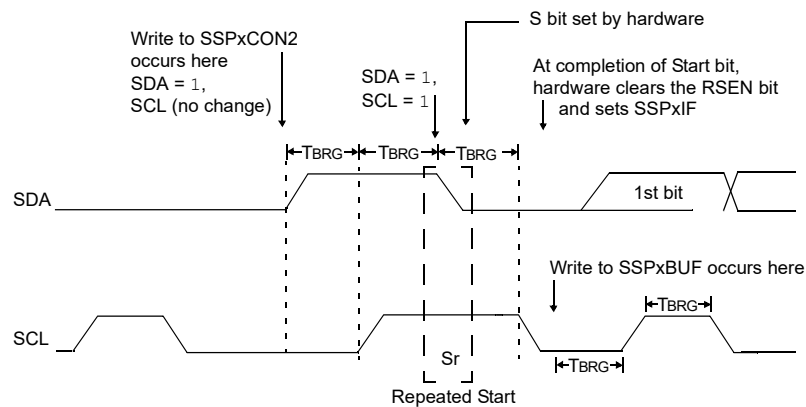 S bit set by hardware
Write to SSPxCON2
occurs here
SDA = 1,
SCL (no change)
SDA = 1,
SCL = 1
At completion of Start bit,
hardware clears the RSEN bit
and sets SSPxIF
TBRG
TBRG
TBRG
SDA
1st bit
Write to SSPxBUF occurs here
TBRG
SCL
Sr
TBRG
Repeated Start